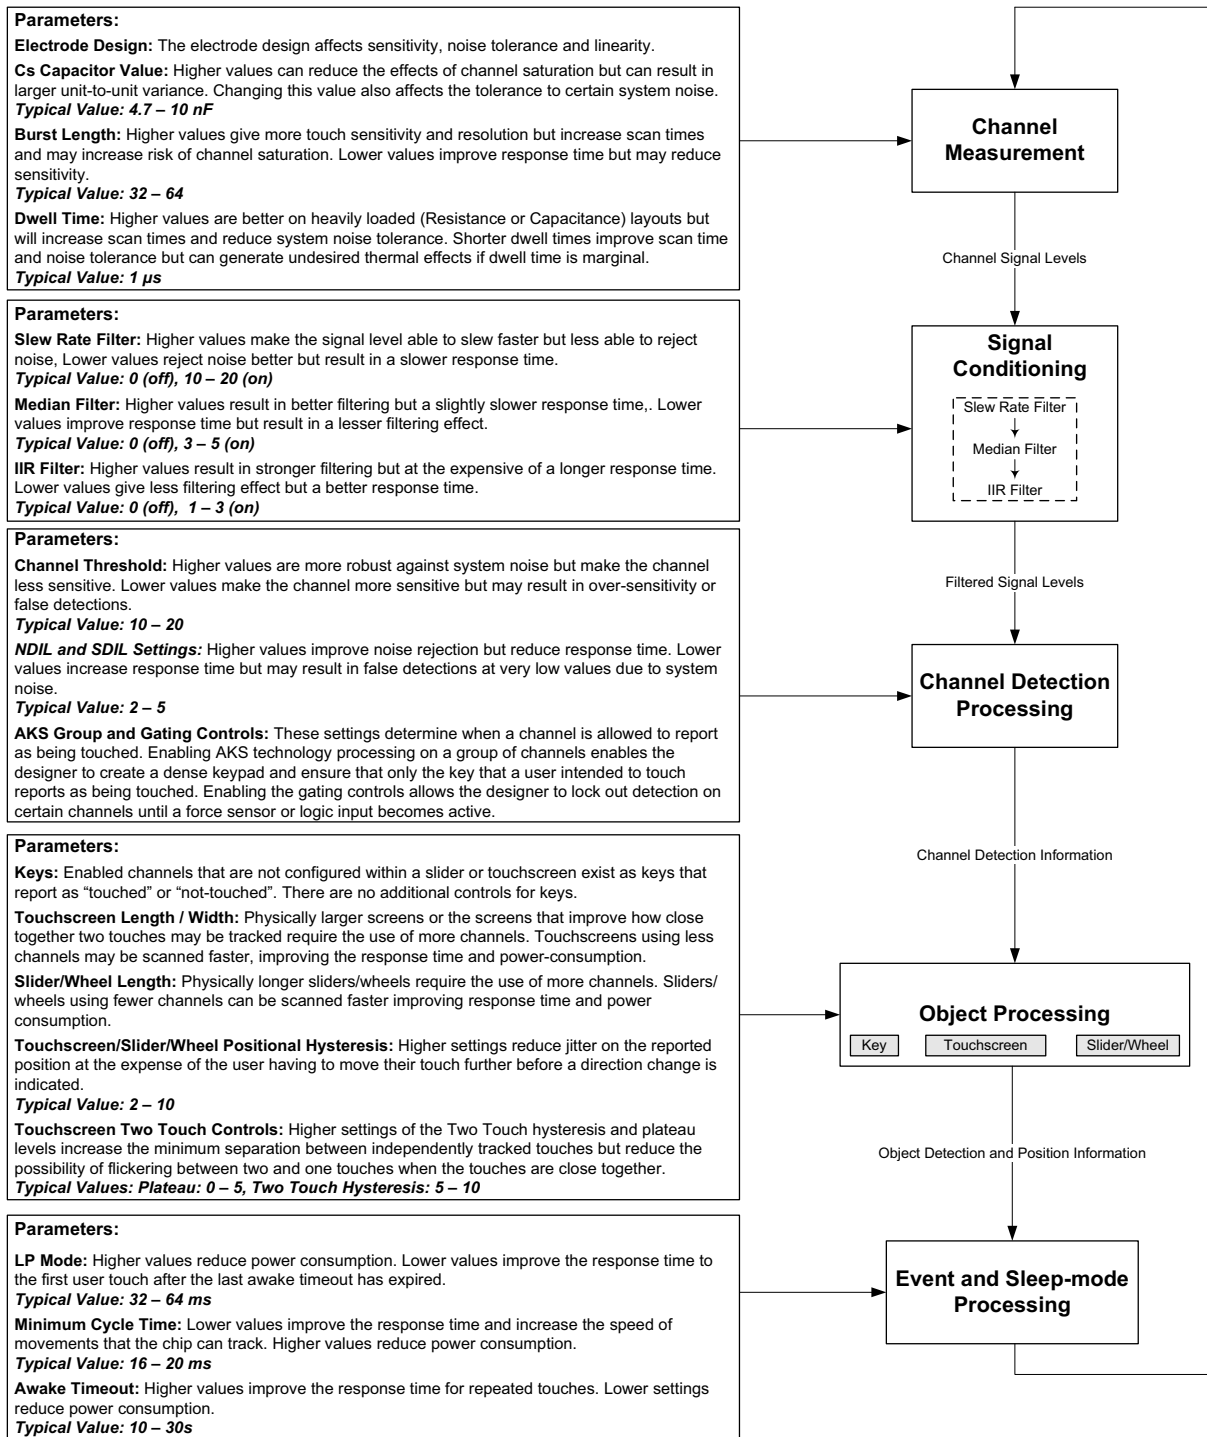 Parameters:
Electrode Design: The electrode design affects sensitivity, noise tolerance and linearity.
Cs Capacitor Value: Higher values can reduce the effects of channel saturation but can result in
larger unit-to-unit variance. Changing this value also affects the tolerance to certain system noise.
Typical Value: 4.7 – 10 nF
Burst Length: Higher values give more touch sensitivity and resolution but increase scan times
and may increase risk of channel saturation. Lower values improve response time but may reduce
sensitivity.
Typical Value: 32 – 64
Dwell Time: Higher values are better on heavily loaded (Resistance or Capacitance) layouts but
will increase scan times and reduce system noise tolerance. Shorter dwell times improve scan time
and noise tolerance but can generate undesired thermal effects if dwell time is marginal.
Typical Value: 1 µs
Channel
Measurement
Channel Signal Levels
Parameters:
Slew Rate Filter: Higher values make the signal level able to slew faster but less able to reject
noise, Lower values reject noise better but result in a slower response time.
Typical Value: 0 (off), 10 – 20 (on)
Median Filter: Higher values result in better filtering but a slightly slower response time,. Lower
values improve response time but result in a lesser filtering effect.
Typical Value: 0 (off), 3 – 5 (on)
IIR Filter: Higher values result in stronger filtering but at the expensive of a longer response time.
Lower values give less filtering effect but a better response time.
Typical Value: 0 (off),  1 – 3 (on)
Signal
Conditioning
Slew Rate Filter
Median Filter
IIR Filter
Filtered Signal Levels
Parameters:
Channel Threshold: Higher values are more robust against system noise but make the channel
less sensitive. Lower values make the channel more sensitive but may result in over-sensitivity or
false detections.
Typical Value: 10 – 20
NDIL and SDIL Settings: Higher values improve noise rejection but reduce response time. Lower
values increase response time but may result in false detections at very low values due to system
noise.
Typical Value: 2 – 5
AKS Group and Gating Controls: These settings determine when a channel is allowed to report
as being touched. Enabling AKS technology processing on a group of channels enables the
designer to create a dense keypad and ensure that only the key that a user intended to touch
reports as being touched. Enabling the gating controls allows the designer to lock out detection on
certain channels until a force sensor or logic input becomes active.
Channel Detection
Processing
Channel Detection Information
Parameters:
Keys: Enabled channels that are not configured within a slider or touchscreen exist as keys that
report as “touched” or “not-touched”. There are no additional controls for keys.
Touchscreen Length / Width: Physically larger screens or the screens that improve how close
together two touches may be tracked require the use of more channels. Touchscreens using less
channels may be scanned faster, improving the response time and power-consumption.
Slider/Wheel Length: Physically longer sliders/wheels require the use of more channels. Sliders/
wheels using fewer channels can be scanned faster improving response time and power
consumption.
Touchscreen/Slider/Wheel Positional Hysteresis: Higher settings reduce jitter on the reported
position at the expense of the user having to move their touch further before a direction change is
indicated.
Typical Value: 2 – 10
Touchscreen Two Touch Controls: Higher settings of the Two Touch hysteresis and plateau
levels increase the minimum separation between independently tracked touches but reduce the
possibility of flickering between two and one touches when the touches are close together.
Typical Values: Plateau: 0 – 5, Two Touch Hysteresis: 5 – 10
Object Processing
Key
Touchscreen
Slider/Wheel
Object Detection and Position Information
Parameters:
LP Mode: Higher values reduce power consumption. Lower values improve the response time to
the first user touch after the last awake timeout has expired.
Typical Value: 32 – 64 ms
Minimum Cycle Time: Lower values improve the response time and increase the speed of
movements that the chip can track. Higher values reduce power consumption.
Typical Value: 16 – 20 ms
Awake Timeout: Higher values improve the response time for repeated touches. Lower settings
reduce power consumption.
Typical Value: 10 – 30s
Event and Sleep-mode
Processing